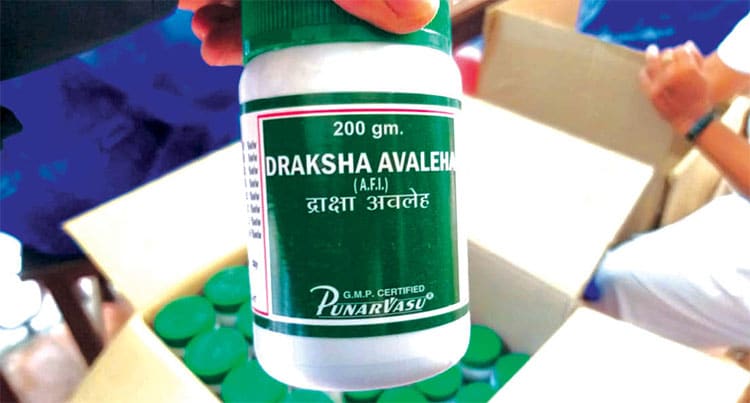 200 gm.
DRAKSHA AVALEHA
(A.F.I.)
द्राक्षा अवलेह
G.M.P. CERTIFIED
PUNARVASU®